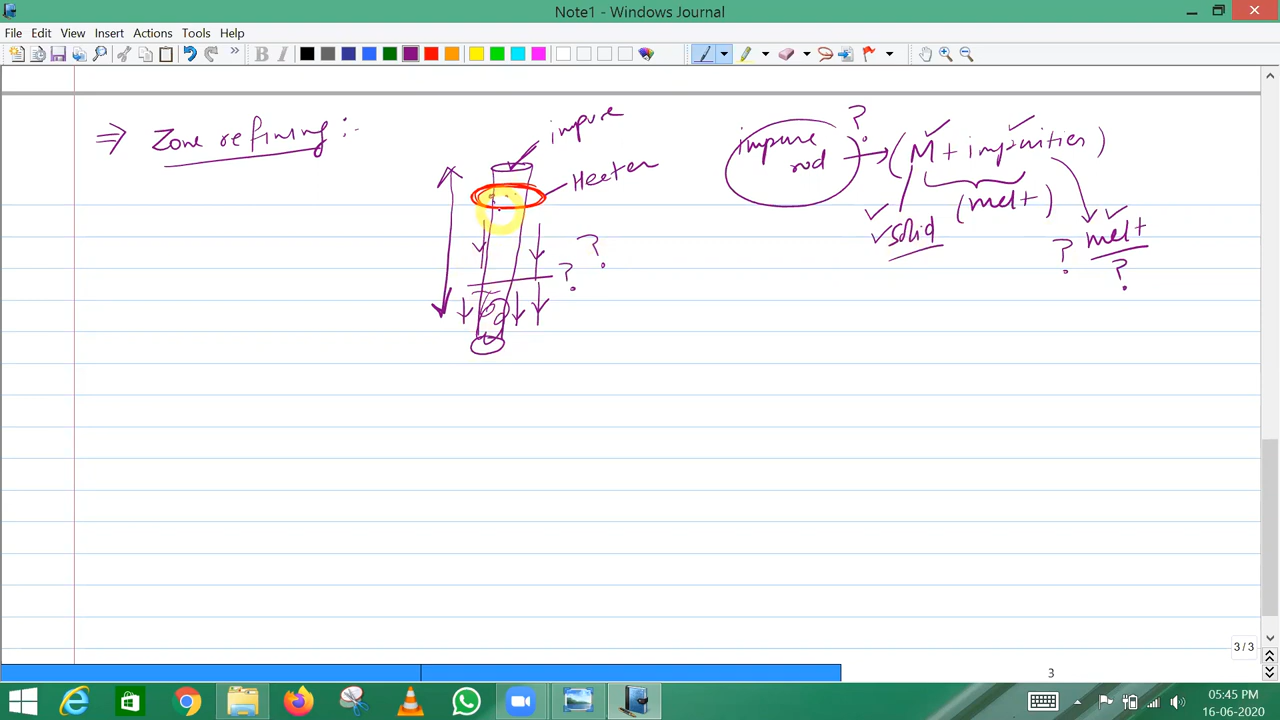 Note1 - Windows Journal
File Edit View Insert Actions Tools Help
B I
⇒ Zone refining :-
impure
Heater
? ?
impure rod ?
→ ( M + impurities )
(melt)
✓ solid
? melt
?
3 / 3
3
05:45 PM
16-06-2020